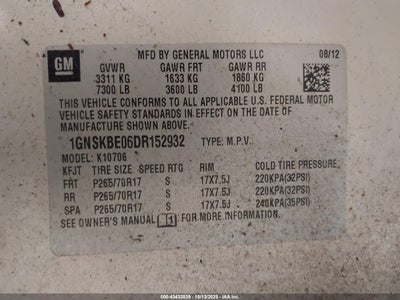 GM
MFD BY GENERAL MOTORS LLC 08/12
GVWR GAWR FRT GAWR RR
3311 KG 1633 KG 1860 KG
7300 LB 3600 LB 4100 LB
THIS VEHICLE CONFORMS TO ALL APPLICABLE U.S. FEDERAL MOTOR
VEHICLE SAFETY STANDARDS IN EFFECT ON THE DATE OF
MANUFACTURE SHOWN ABOVE.
1GNSKBE06DR152932 TYPE: M.P.V.
MODEL: K10706
KFJT TIRE SIZE SPEED RTG RIM COLD TIRE PRESSURE
FRT P265/70R17 S 17X7.5J 220KPA(32PSI)
RR P265/70R17 S 17X7.5J 220KPA(32PSI)
SPA P265/70R17 S 17X7.5J 240KPA(35PSI)
SEE OWNER'S MANUAL FOR MORE INFORMATION.
000-43432839 - 10/13/2025 - iaai.com